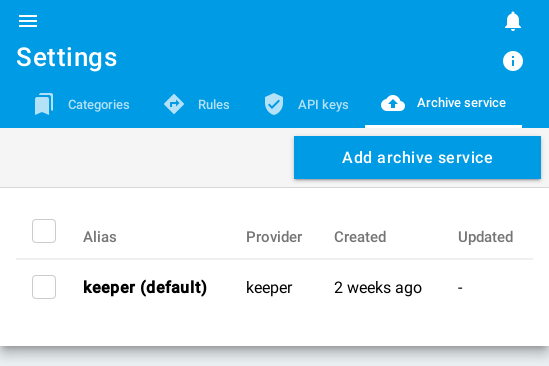 Settings
Categories Rules API keys Archive service
Add archive service
Alias Provider Created Updated
keeper (default) keeper 2 weeks ago -